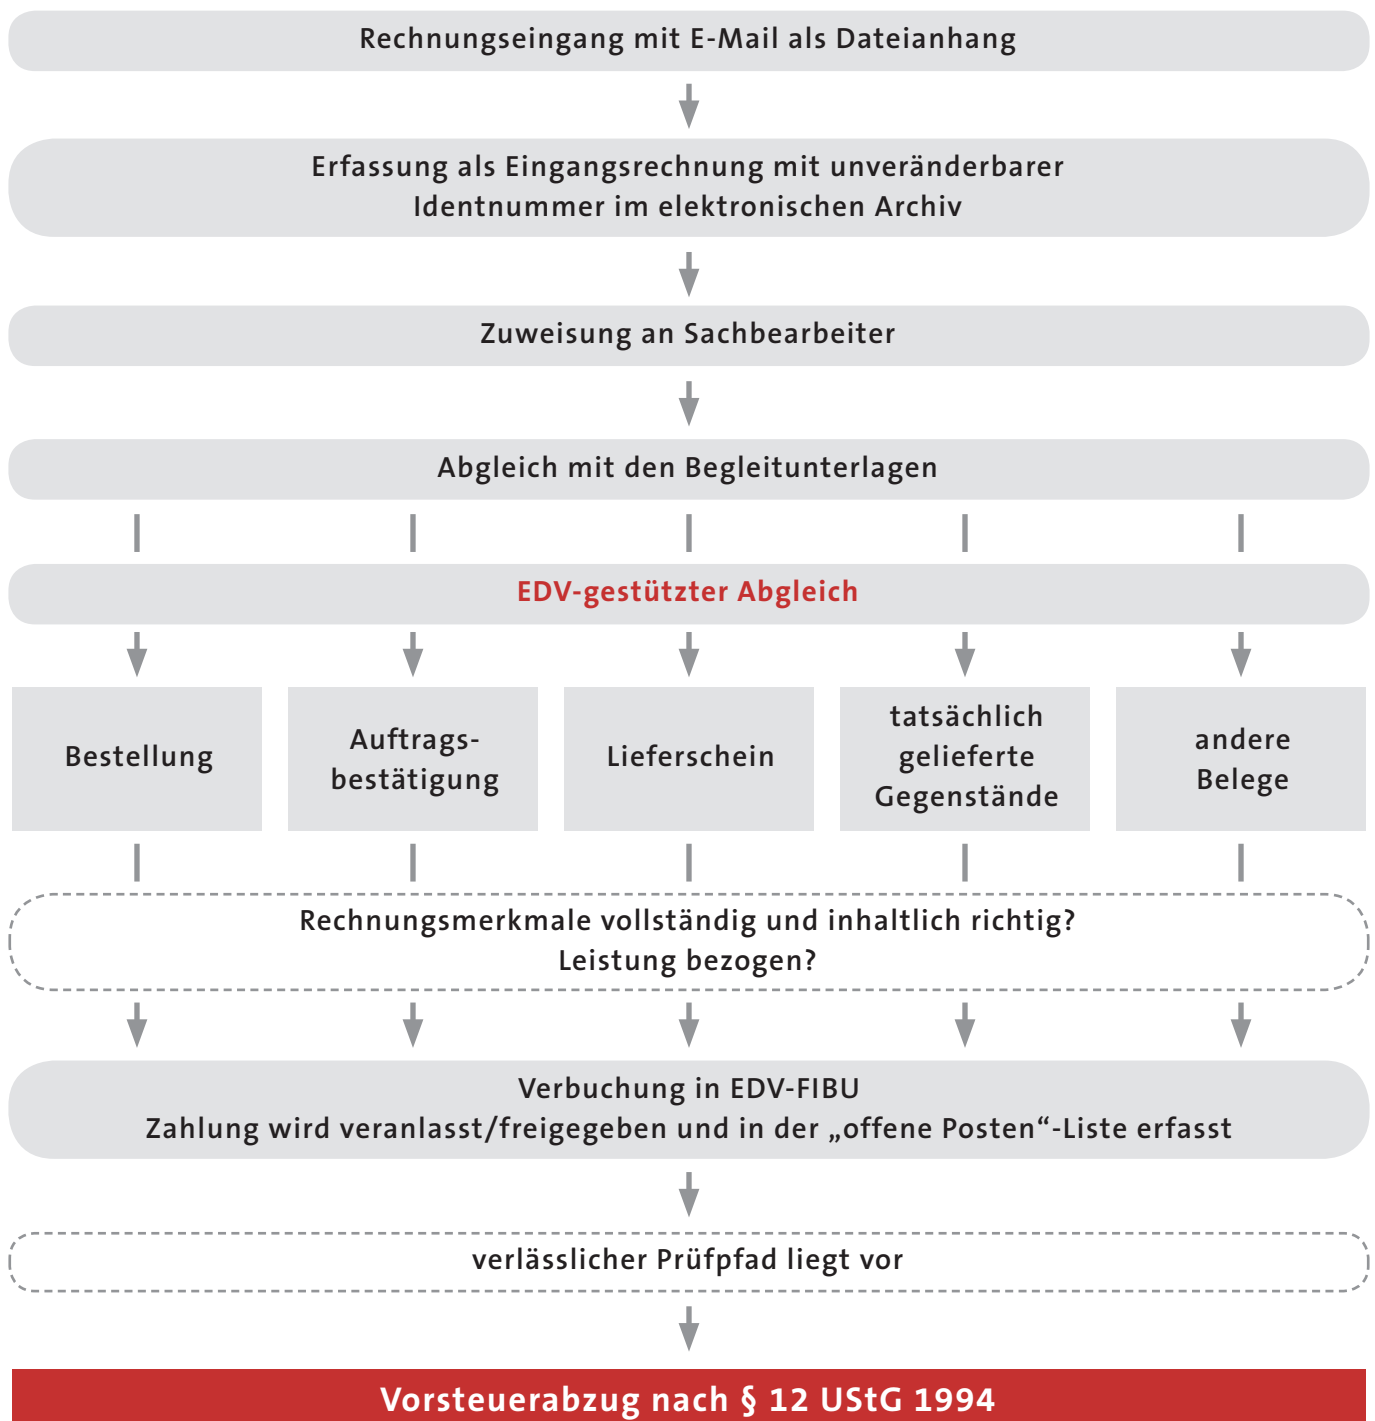 Rechnungseingang mit E-Mail als Dateianhang
Erfassung als Eingangsrechnung mit unveränderbarer
Identnummer im elektronischen Archiv
Zuweisung an Sachbearbeiter
Abgleich mit den Begleitunterlagen
EDV-gestützter Abgleich
Bestellung
Auftrags-
bestätigung
Lieferschein
tatsächlich
gelieferte
Gegenstände
andere
Belege
Rechnungsmerkmale vollständig und inhaltlich richtig?
Leistung bezogen?
Verbuchung in EDV-FIBU
Zahlung wird veranlasst/freigegeben und in der „offene Posten“-Liste erfasst
verlässlicher Prüfpfad liegt vor
Vorsteuerabzug nach § 12 UStG 1994